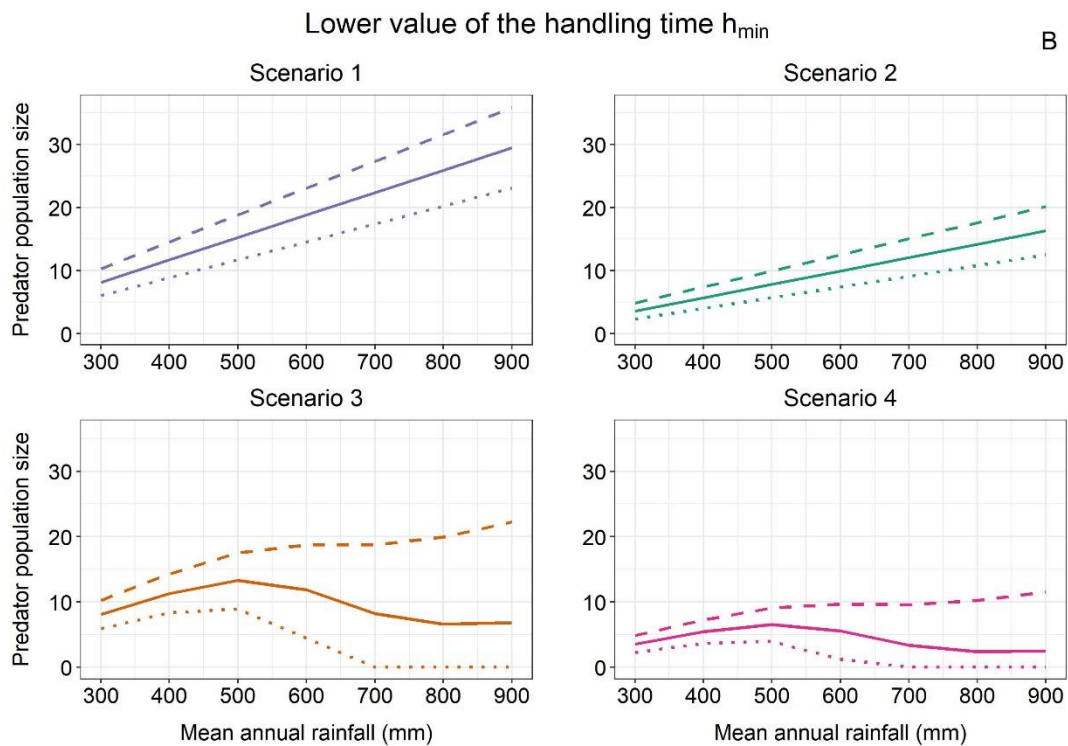 Lower value of the handling time hmin
B
Scenario 1
Scenario 2
Predator population size
30
20
10
0
300 400 500 600 700 800 900
30
20
10
0
300 400 500 600 700 800 900
Scenario 3
Scenario 4
Predator population size
30
20
10
0
300 400 500 600 700 800 900
Mean annual rainfall (mm)
30
20
10
0
300 400 500 600 700 800 900
Mean annual rainfall (mm)